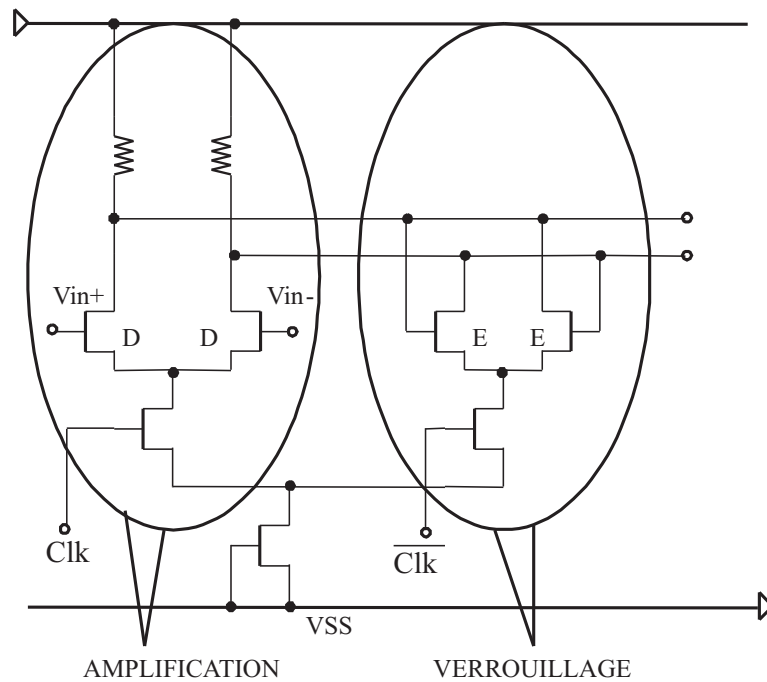 Vin+
Vin-
D
D
E
E
Clk
Clk
VSS
AMPLIFICATION
VERROUILLAGE